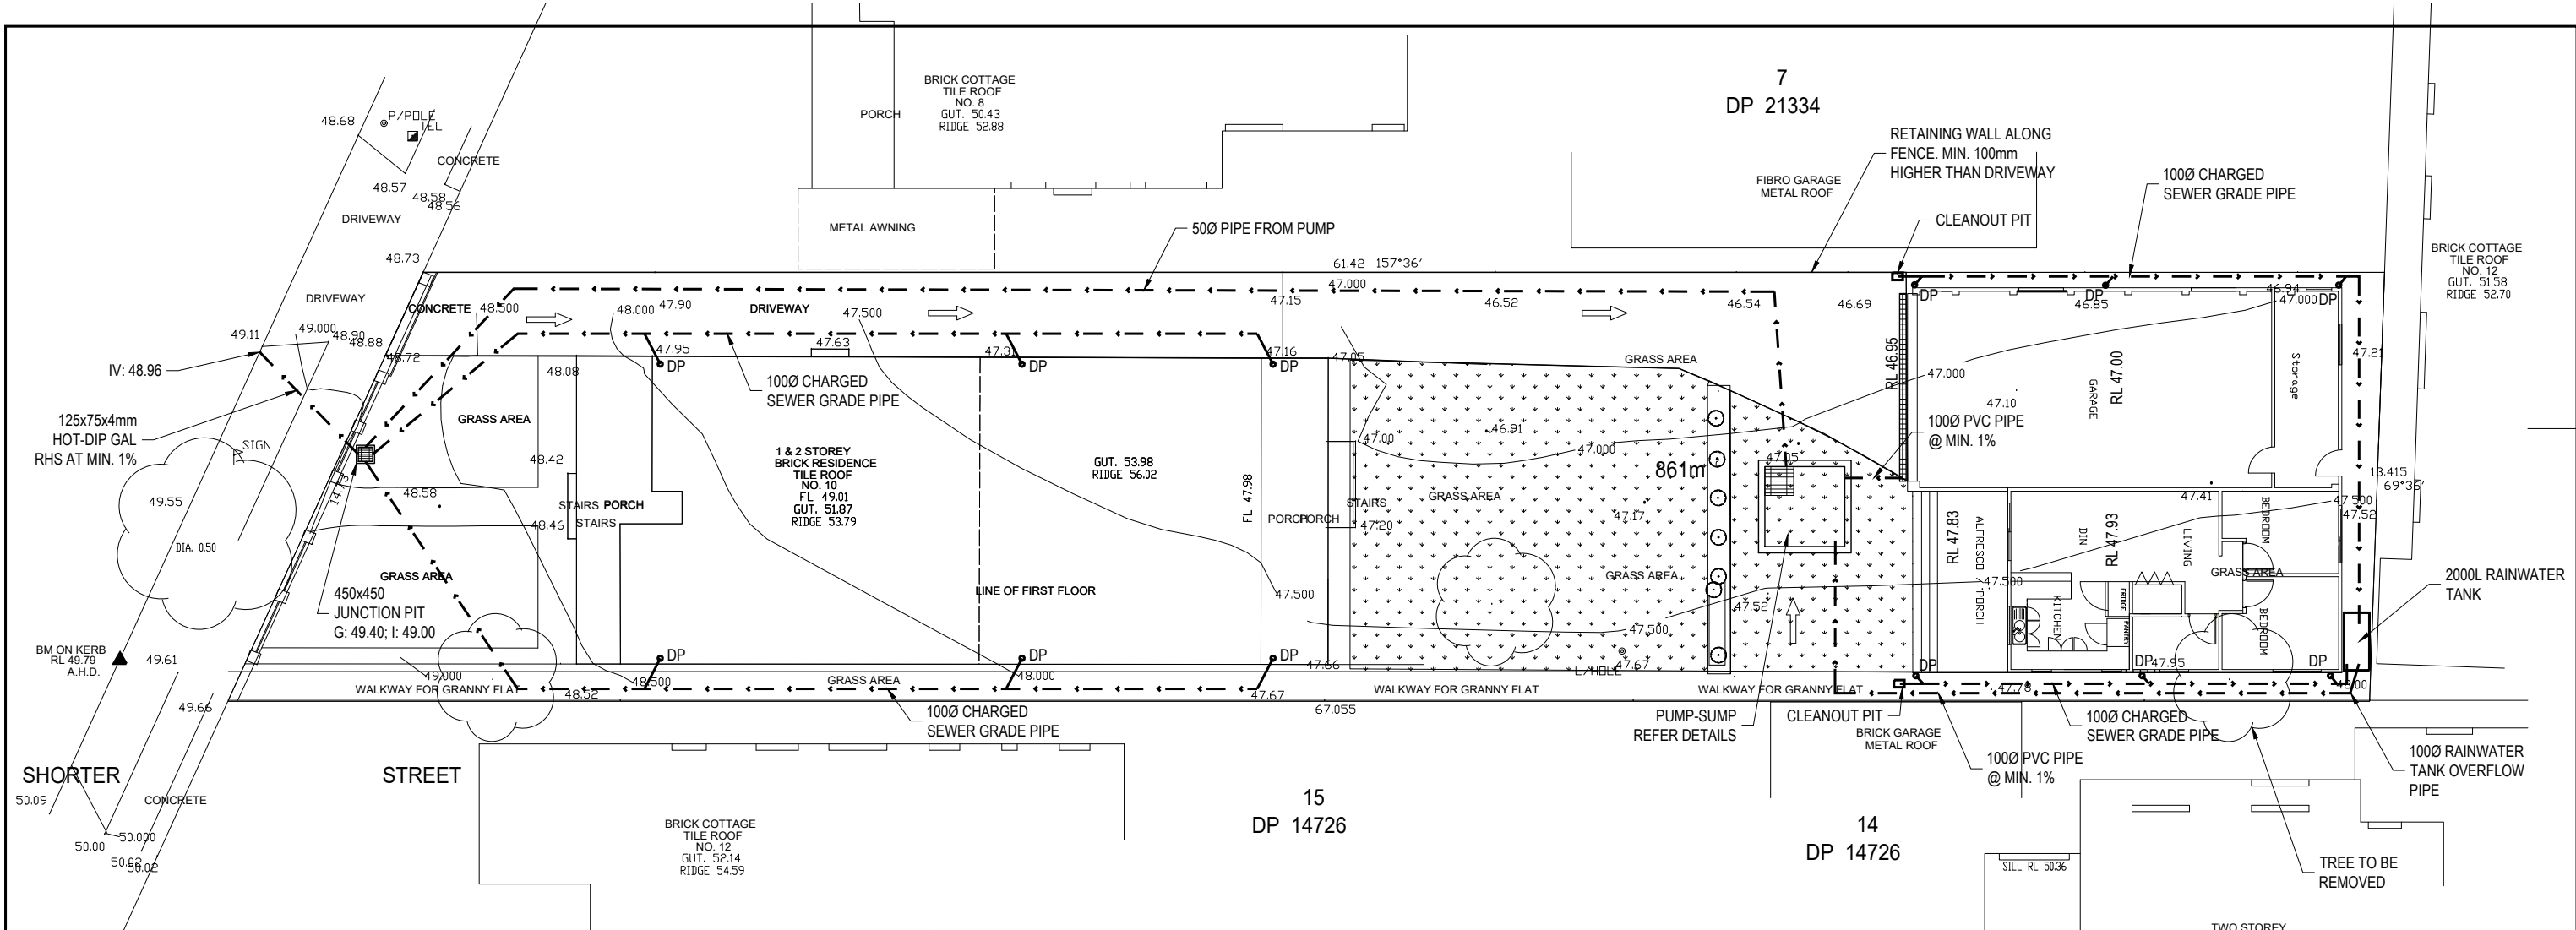 7
DP 21334
BRICK COTTAGE
TILE ROOF
NO. 8
GUT. 50.43
RIDGE 52.88
PORCH
P/POLE
TEL
48.68
CONCRETE
48.57
48.58
48.56
DRIVEWAY
48.73
METAL AWNING
50Ø PIPE FROM PUMP
FIBRO GARAGE
METAL ROOF
RETAINING WALL ALONG
FENCE. MIN. 100mm
HIGHER THAN DRIVEWAY
CLEANOUT PIT
100Ø CHARGED
SEWER GRADE PIPE
BRICK COTTAGE
TILE ROOF
NO. 12
GUT. 51.58
RIDGE 52.70
61.42 157°36'
47.000
DRIVEWAY
CONCRETE
48.500
48.000
47.90
DRIVEWAY
47.500
47.15
46.52
46.54
46.69
DP
DP
46.85
46.94
47.000
DP
49.11
49.000
48.90
48.88
48.72
IV: 48.96
47.95
DP
47.63
47.31
DP
47.16
DP
47.05
GRASS AREA
RL 46.95
47.000
RL 47.00
GARAGE
47.10
Storage
47.21
125x75x4mm
HOT-DIP GAL
RHS AT MIN. 1%
SIGN
48.08
GRASS AREA
100Ø CHARGED
SEWER GRADE PIPE
46.91
47.00
47.000
100Ø PVC PIPE
@ MIN. 1%
49.55
DIA. 0.50
14.73
48.42
48.58
48.46
STAIRS
PORCH
STAIRS
1 & 2 STOREY
BRICK RESIDENCE
TILE ROOF
NO. 10
FL 49.01
GUT. 51.87
RIDGE 53.79
GUT. 53.98
RIDGE 56.02
FL 47.98
PORCH
PORCH
STAIRS
47.20
GRASS AREA
47.17
861m
47.05
47.41
47.500
47.52
13.415
69°36'
GRASS AREA
450x450
JUNCTION PIT
G: 49.40; I: 49.00
LINE OF FIRST FLOOR
47.500
GRASS AREA
47.52
47.500
47.67
L/HOLE
RL 47.83
ALFRESCO PORCH
47.500
DIN
RL 47.93
LIVING
GRASS AREA
BEDROOM
BEDROOM
KITCHEN
FRIDGE
PANTRY
2000L RAINWATER
TANK
BM ON KERB
RL 49.79
A.H.D.
49.61
49.66
49.000
WALKWAY FOR GRANNY FLAT
48.52
DP
48.500
GRASS AREA
DP
48.000
DP
47.66
47.67
WALKWAY FOR GRANNY FLAT
WALKWAY FOR GRANNY FLAT
DP
47.78
DP
47.95
DP
48.00
67.055
100Ø CHARGED
SEWER GRADE PIPE
PUMP-SUMP
REFER DETAILS
CLEANOUT PIT
BRICK GARAGE
METAL ROOF
100Ø PVC PIPE
@ MIN. 1%
100Ø CHARGED
SEWER GRADE PIPE
100Ø RAINWATER
TANK OVERFLOW
PIPE
SHORTER STREET
50.09
CONCRETE
50.000
50.00
50.02
50.02
BRICK COTTAGE
TILE ROOF
NO. 12
GUT. 52.14
RIDGE 54.59
15
DP 14726
14
DP 14726
SILL RL 50.36
TREE TO BE
REMOVED
TWO STOREY